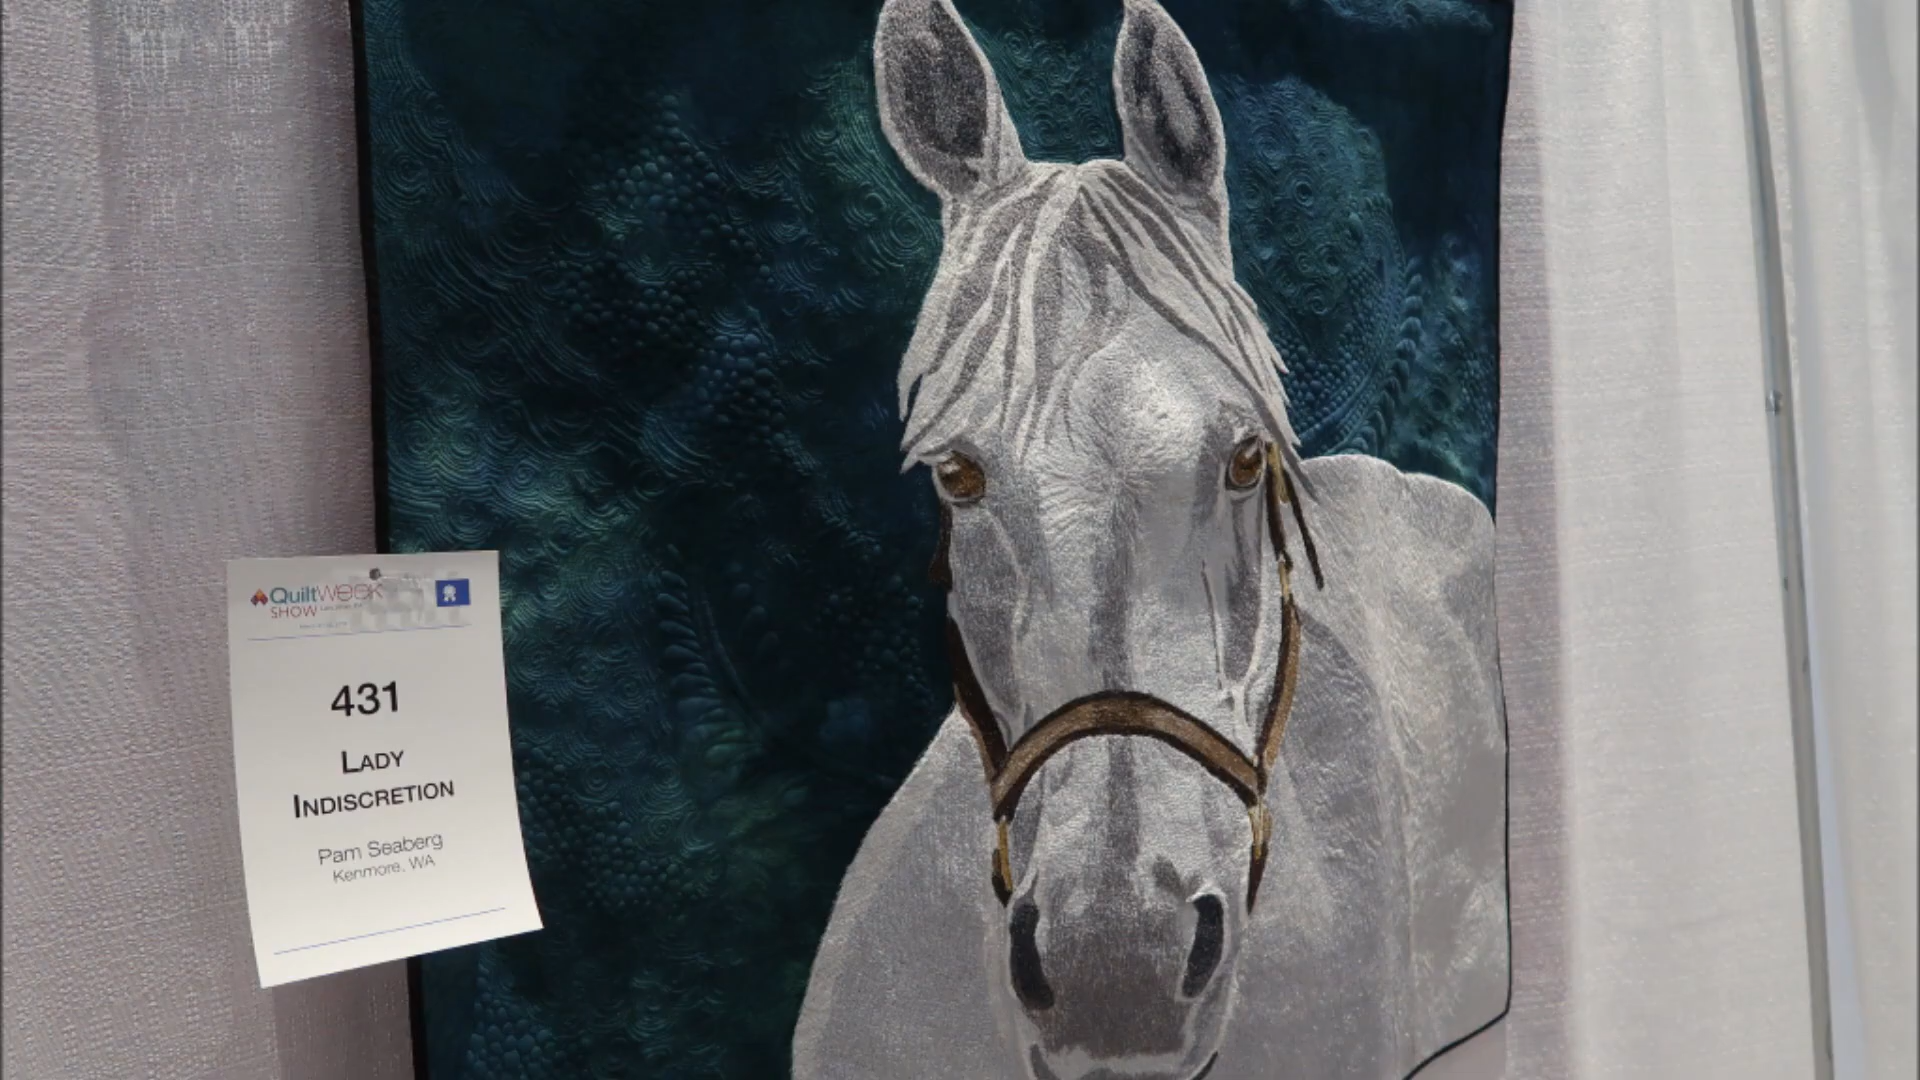 QuiltWeek
SHOW
431
LADY
INDISCRETION
Pam Seaberg
Kenmore, WA